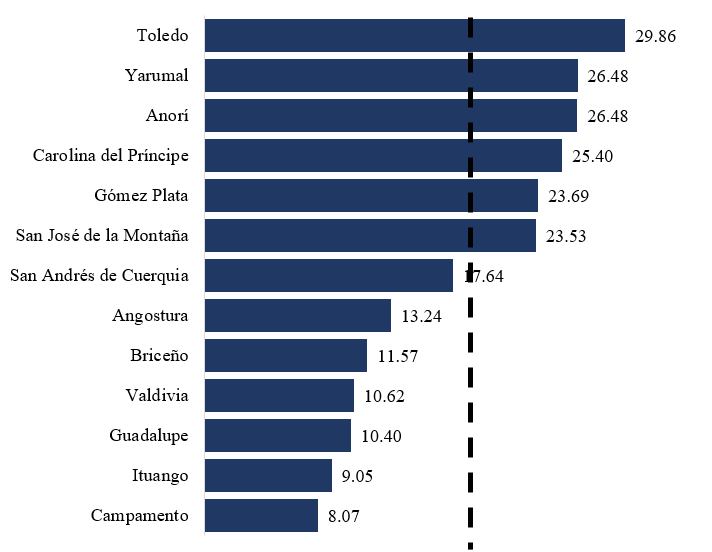 Toledo 29.86
Yarumal 26.48
Anorí 26.48
Carolina del Príncipe 25.40
Gómez Plata 23.69
San José de la Montaña 23.53
San Andrés de Cuerquia 17.64
Angostura 13.24
Briceño 11.57
Valdivia 10.62
Guadalupe 10.40
Ituango 9.05
Campamento 8.07